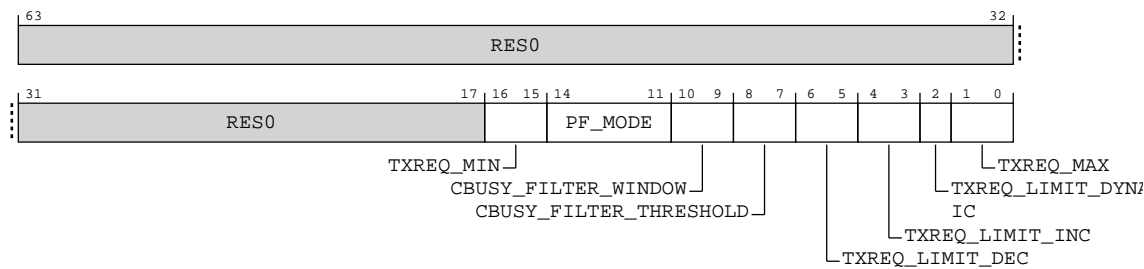 63 32
RES0
31 17 16 15 14 11 10 9 8 7 6 5 4 3 2 1 0
RES0 PF_MODE
TXREQ_MIN TXREQ_MAX
CBUSY_FILTER_WINDOW TXREQ_LIMIT_DYNA
CBUSY_FILTER_THRESHOLD IC
TXREQ_LIMIT_INC
TXREQ_LIMIT_DEC